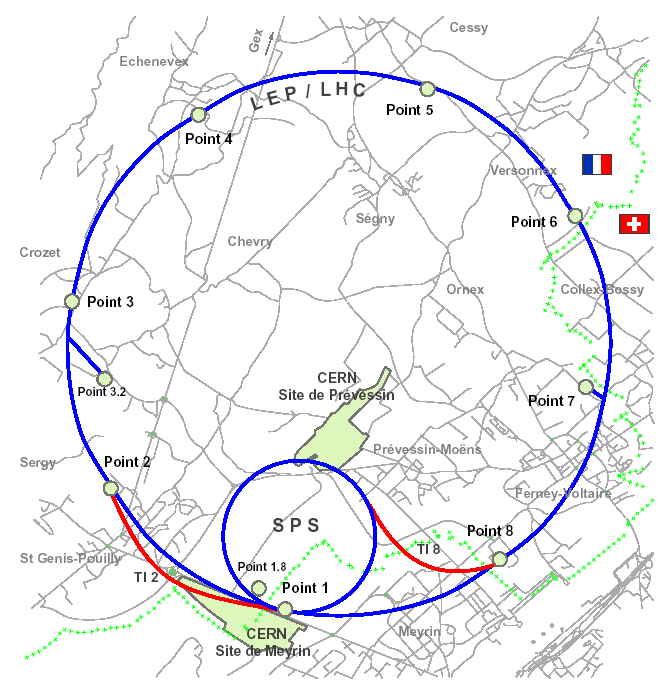 Cessy
Gex
Echenevex
LEP / LHC
Point 5
Point 4
Versonnex
Ségny
Point 6
Chevry
Crozet
Ornex
Collex-Bossy
Point 3
CERN
Site de Prévessin
Point 3.2
Point 7
Prévessin-Moëns
Sergy
Point 2
Ferney-Voltaire
SPS
Point 8
TI 8
St Genis-Pouilly
Point 1.8
TI 2
Point 1
CERN
Site de Meyrin
Meyrin